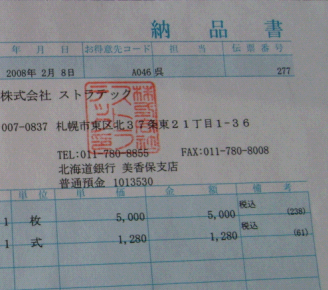 納品書
年 月 日 お得意先コード 担当 伝票番号
2008年 2月 8日 A046 呉 277
株式会社 ストラテック
007-0837 札幌市東区北37条東21丁目1-36
TEL:011-780-8855 FAX:011-780-8008
北海道銀行 美香保支店
普通預金 1013530
単位 単価 金額 備考
1 枚 5,000 5,000 税込 (238)
1 式 1,280 1,280 税込 (61)